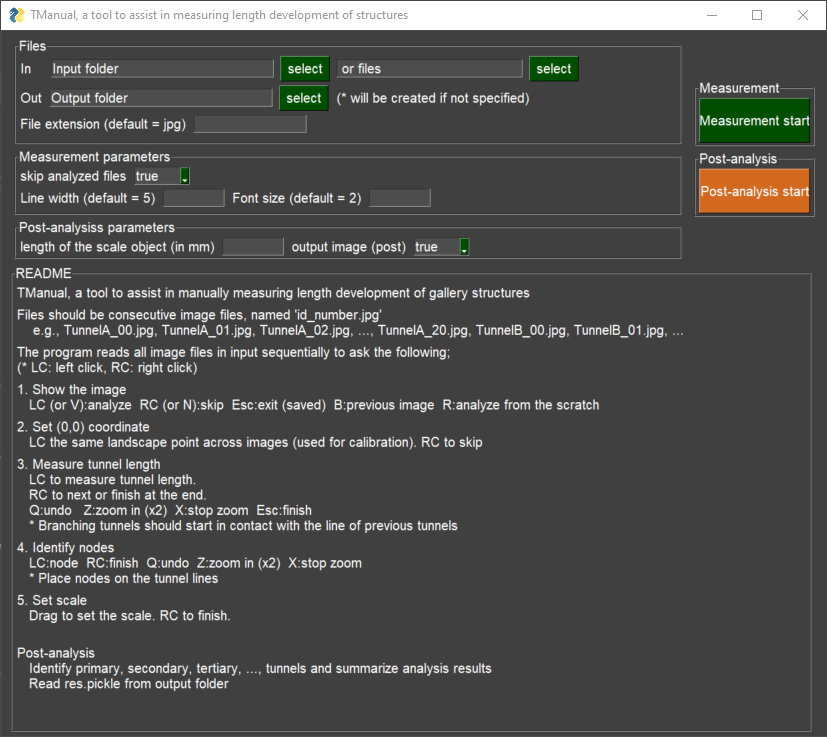 TManual, a tool to assist in measuring length development of structures
Files
In Input folder select or files select
Out Output folder select (* will be created if not specified)
File extension (default = jpg)
Measurement
Measurement start
Measurement parameters
skip analyzed files true
Line width (default = 5) Font size (default = 2)
Post-analysis
Post-analysis start
Post-analysiss parameters
length of the scale object (in mm) output image (post) true
README
TManual, a tool to assist in manually measuring length development of gallery structures
Files should be consecutive image files, named 'id_number.jpg'
e.g., TunnelA_00.jpg, TunnelA_01.jpg, TunnelA_02.jpg, ..., TunnelA_20.jpg, TunnelB_00.jpg, TunnelB_01.jpg, ...
The program reads all image files in input sequentially to ask the following;
(* LC: left click, RC: right click)
1. Show the image
LC (or V):analyze RC (or N):skip Esc:exit (saved) B:previous image R:analyze from the scratch
2. Set (0,0) coordinate
LC the same landscape point across images (used for calibration). RC to skip
3. Measure tunnel length
LC to measure tunnel length.
RC to next or finish at the end.
Q:undo Z:zoom in (x2) X:stop zoom Esc:finish
* Branching tunnels should start in contact with the line of previous tunnels
4. Identify nodes
LC:node RC:finish Q:undo Z:zoom in (x2) X:stop zoom
* Place nodes on the tunnel lines
5. Set scale
Drag to set the scale. RC to finish.
Post-analysis
Identify primary, secondary, tertiary, ..., tunnels and summarize analysis results
Read res.pickle from output folder